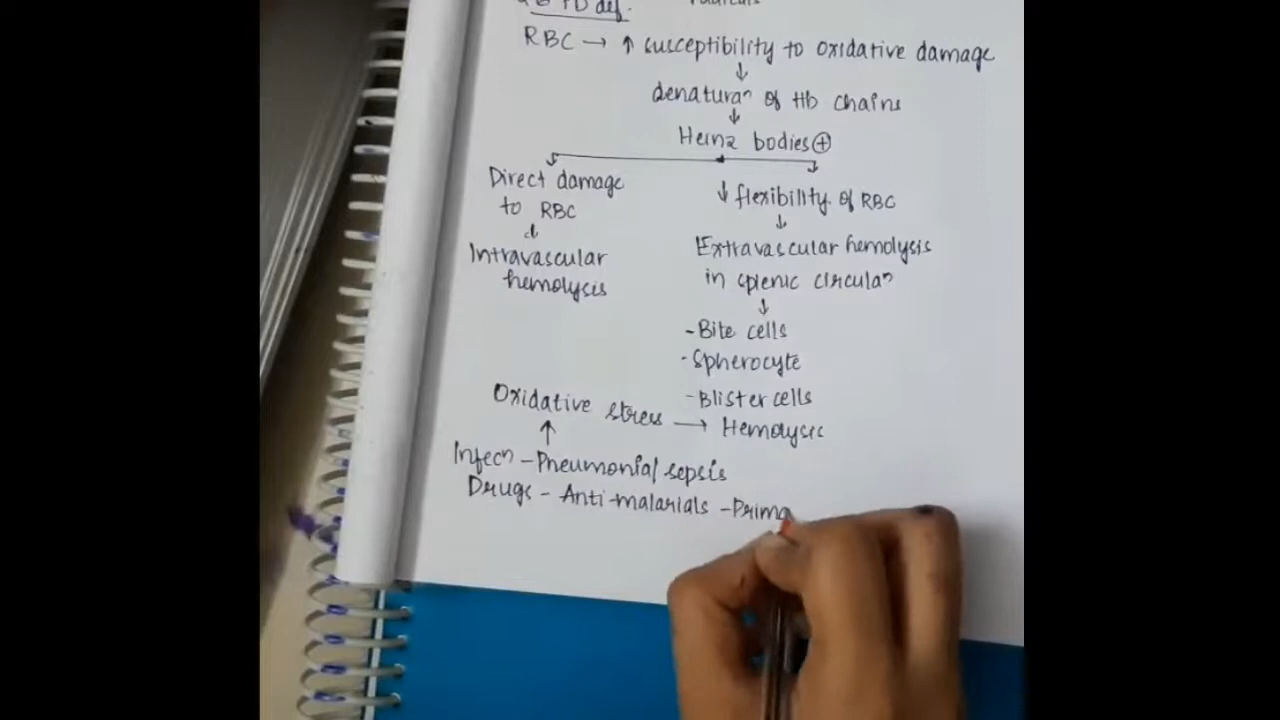 PD def.
RBC → ↑ susceptibility to oxidative damage
↓
denaturaⁿ of Hb chains
↓
Heinz bodies ⊕
Direct damage
to RBC
↓
Intravascular
hemolysis
↓ flexibility of RBC
↓
Extravascular hemolysis
in splenic circulaⁿ
↓
- Bite cells
- Spherocyte
- Blister cells
Oxidative stress → Hemolysis
↑
Infecⁿ - Pneumonia/ sepsis
Drugs - Anti-malarials - Prima